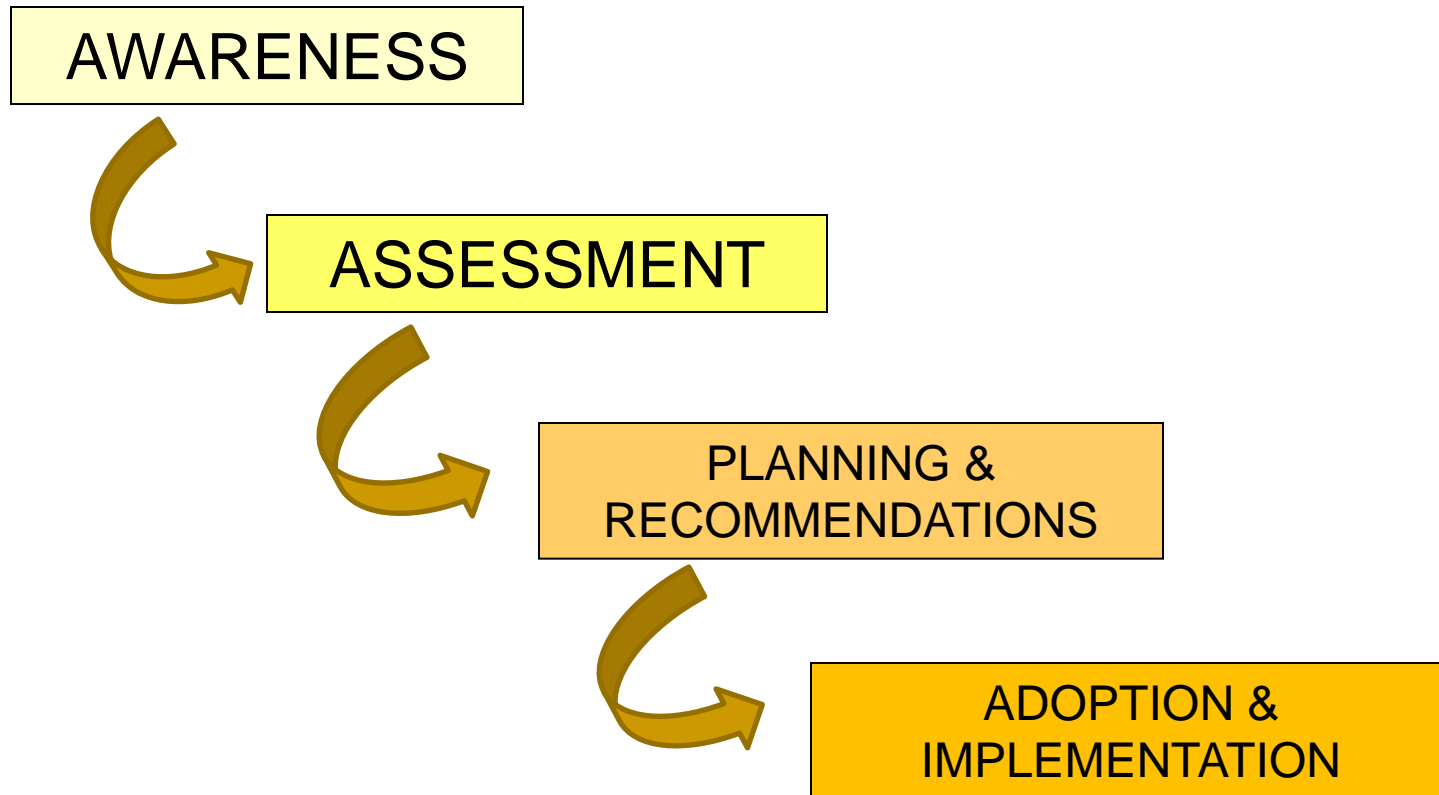 AWARENESS
ASSESSMENT
PLANNING &
RECOMMENDATIONS
ADOPTION &
IMPLEMENTATION